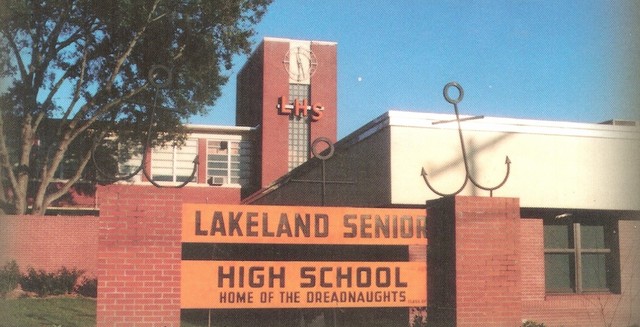 LHS
LAKELAND SENIOR
HIGH SCHOOL
HOME OF THE DREADNAUGHTS